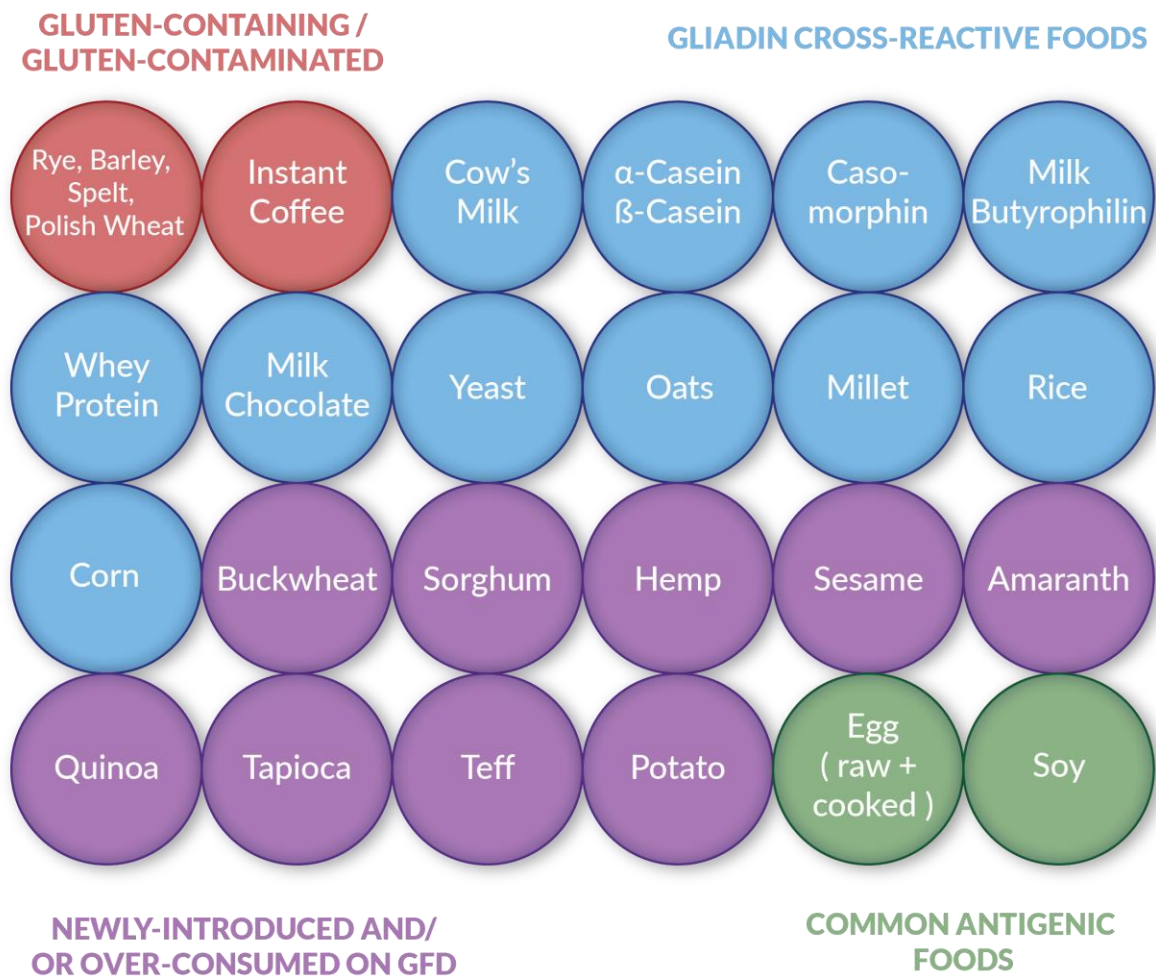 GLUTEN-CONTAINING /
GLUTEN-CONTAMINATED
GLIADIN CROSS-REACTIVE FOODS
Rye, Barley,
Spelt,
Polish Wheat
Instant
Coffee
Cow's
Milk
α-Casein
ß-Casein
Caso-
morphin
Milk
Butyrophilin
Whey
Protein
Milk
Chocolate
Yeast
Oats
Millet
Rice
Corn
Buckwheat
Sorghum
Hemp
Sesame
Amaranth
Quinoa
Tapioca
Teff
Potato
Egg
( raw +
cooked )
Soy
NEWLY-INTRODUCED AND/
OR OVER-CONSUMED ON GFD
COMMON ANTIGENIC
FOODS